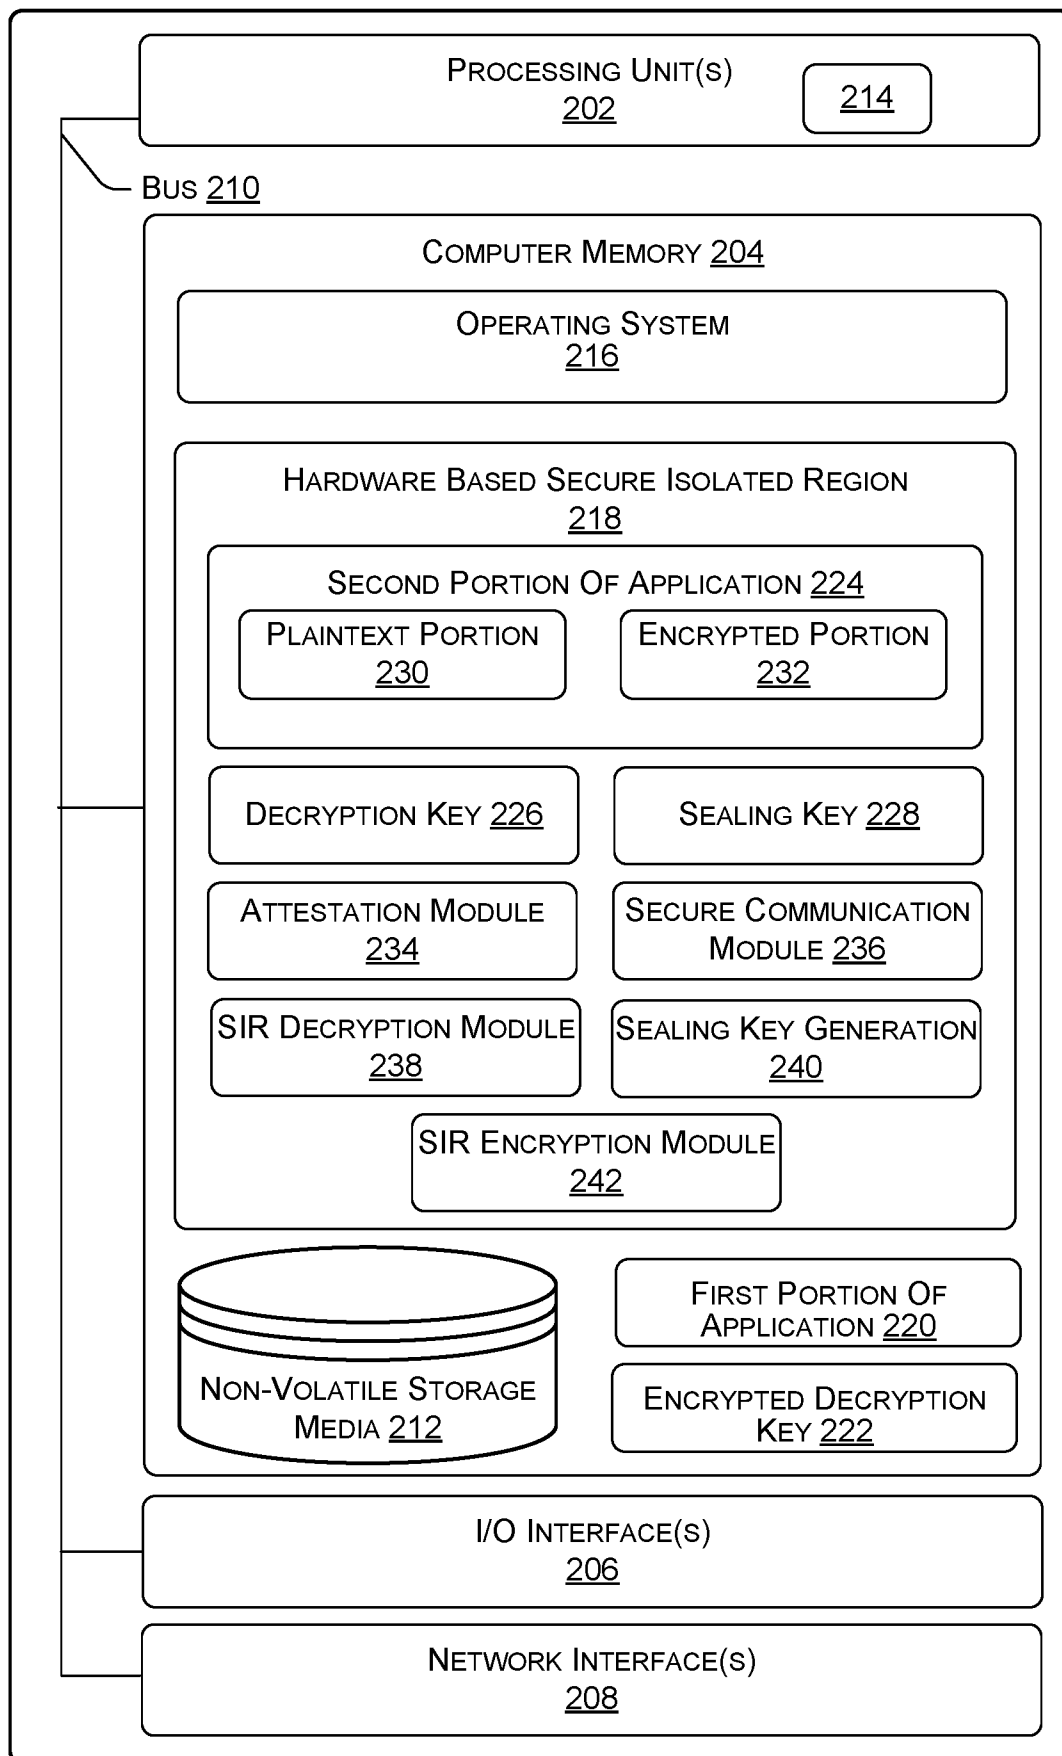 PROCESSING UNIT(S)
202
214
BUS 210
COMPUTER MEMORY 204
OPERATING SYSTEM
216
HARDWARE BASED SECURE ISOLATED REGION
218
SECOND PORTION OF APPLICATION 224
PLAINTEXT PORTION
230
ENCRYPTED PORTION
232
DECRYPTION KEY 226
SEALING KEY 228
ATTESTATION MODULE
234
SECURE COMMUNICATION
MODULE 236
SIR DECRYPTION MODULE
238
SEALING KEY GENERATION
240
SIR ENCRYPTION MODULE
242
NON-VOLATILE STORAGE
MEDIA 212
FIRST PORTION OF
APPLICATION 220
ENCRYPTED DECRYPTION
KEY 222
I/O INTERFACE(S)
206
NETWORK INTERFACE(S)
208